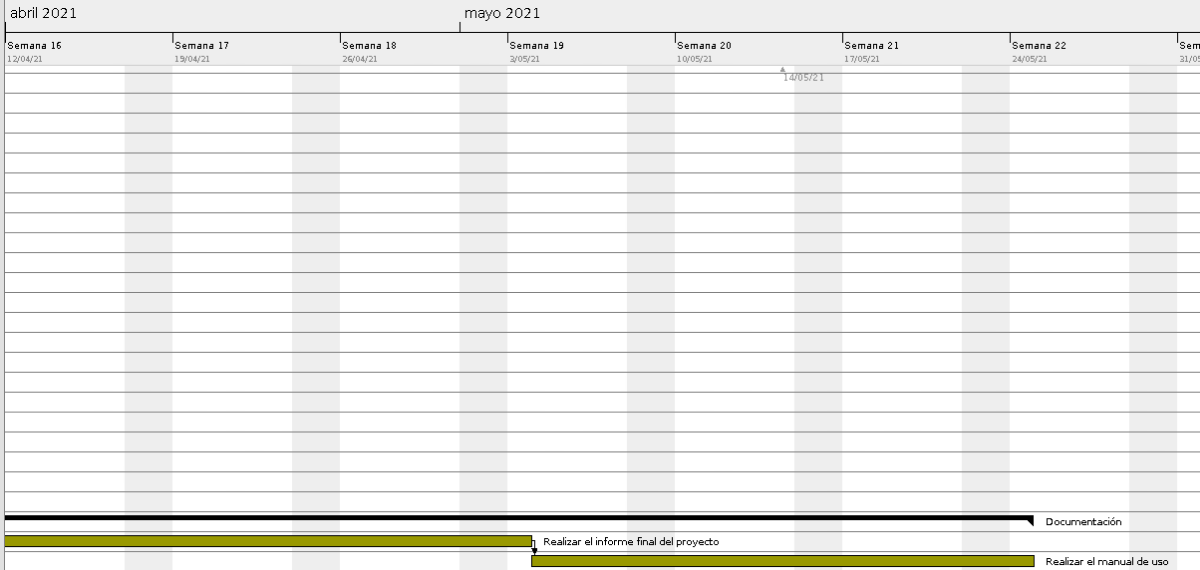 abril 2021 mayo 2021
Semana 16 Semana 17 Semana 18 Semana 19 Semana 20 Semana 21 Semana 22 Sem
12/04/21 19/04/21 26/04/21 3/05/21 10/05/21 17/05/21 24/05/21 31/05
14/05/21
Documentación
Realizar el informe final del proyecto
Realizar el manual de uso